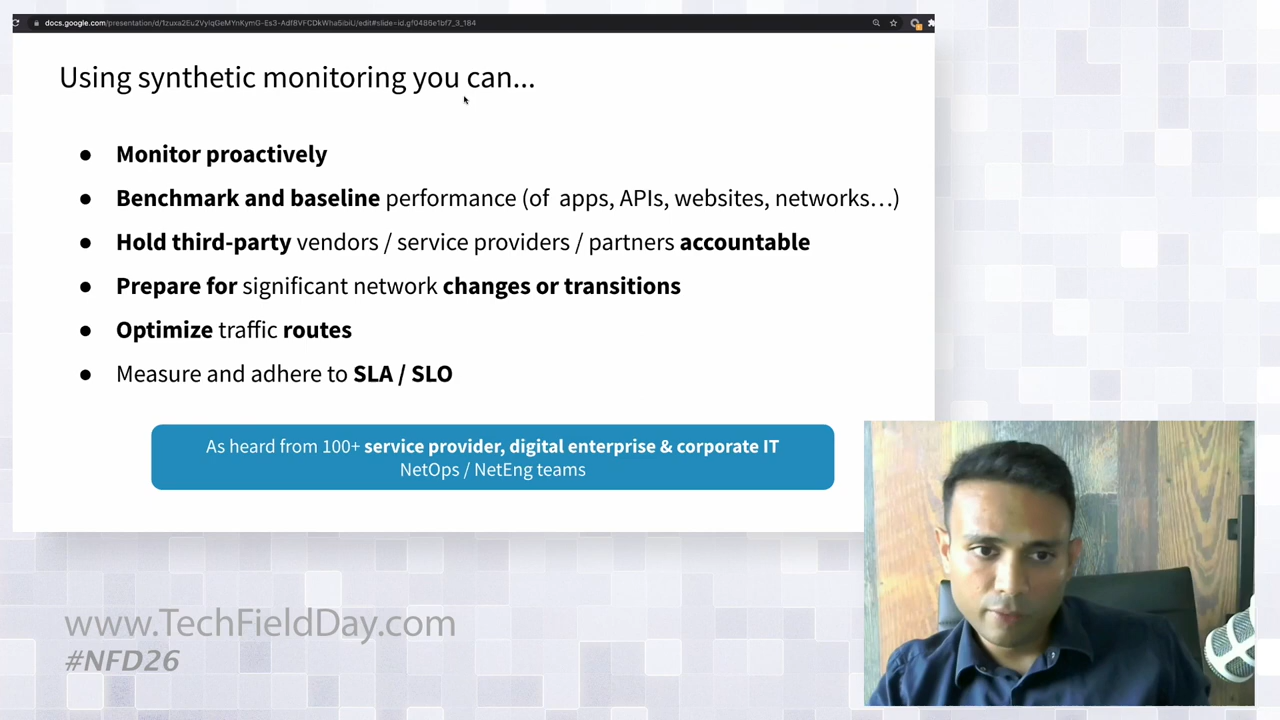 Using synthetic monitoring you can...
● Monitor proactively
● Benchmark and baseline performance (of apps, APIs, websites, networks…)
● Hold third-party vendors / service providers / partners accountable
● Prepare for significant network changes or transitions
● Optimize traffic routes
● Measure and adhere to SLA / SLO
As heard from 100+ service provider, digital enterprise & corporate IT
NetOps / NetEng teams
www.TechFieldDay.com
#NFD26